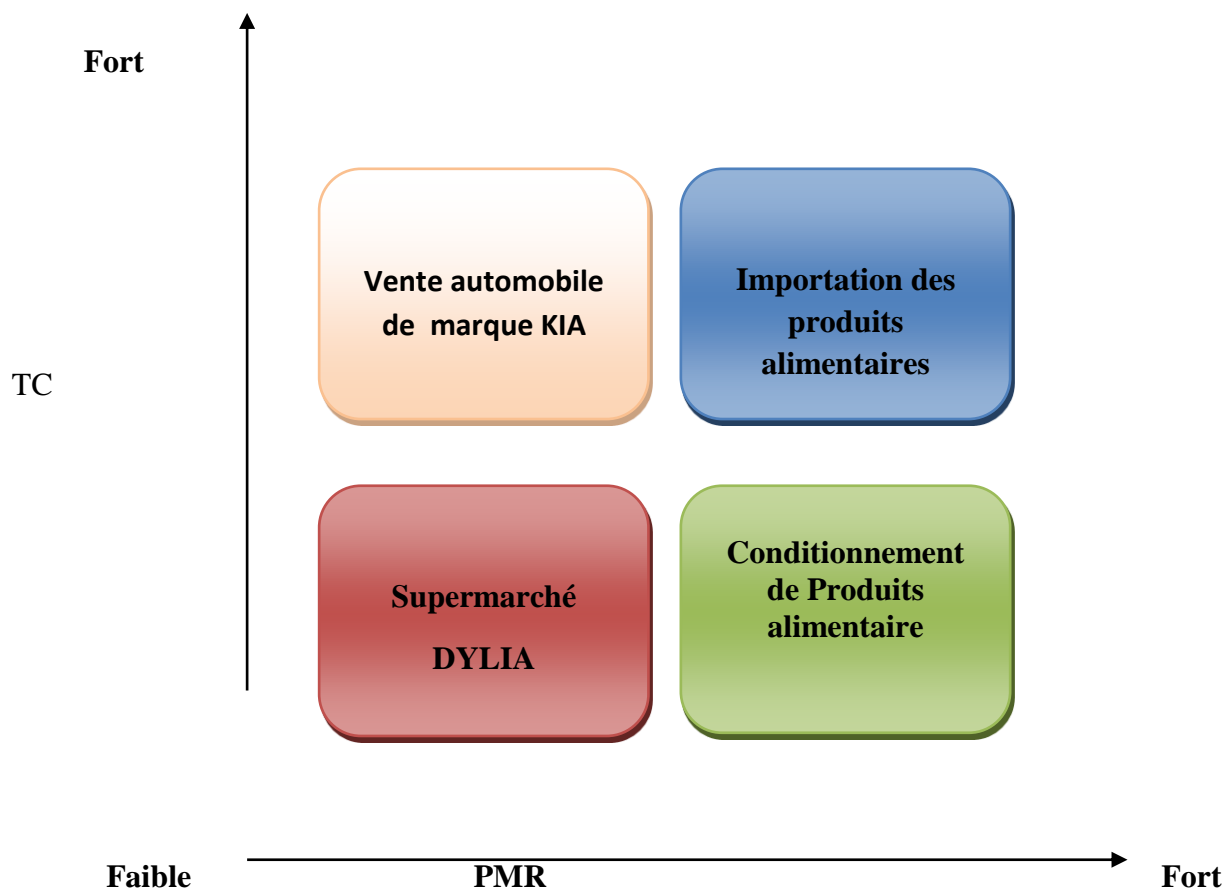 Fort
Vente automobile
de marque KIA
Importation des
produits
alimentaires
TC
Supermarché
DYLIA
Conditionnement
de Produits
alimentaire
Faible
PMR
Fort